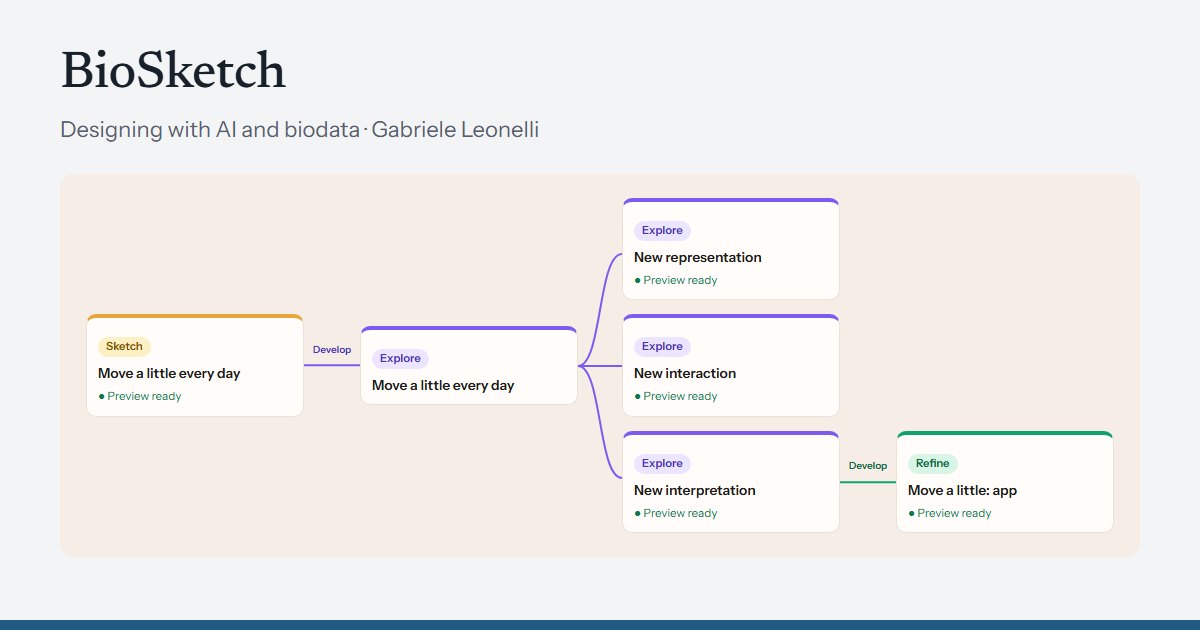 BioSketch
Designing with AI and biodata · Gabriele Leonelli
Sketch
Move a little every day
● Preview ready
Develop
Explore
Move a little every day
Explore
New representation
● Preview ready
Explore
New interaction
● Preview ready
Explore
New interpretation
● Preview ready
Develop
Refine
Move a little: app
● Preview ready